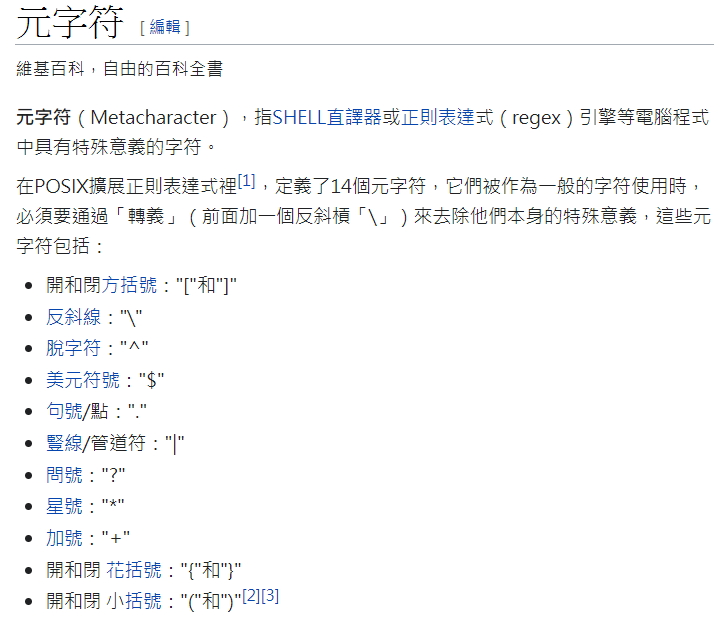 元字符 [ 編輯 ]
維基百科，自由的百科全書
元字符（Metacharacter），指SHELL直譯器或正則表達式（regex）引擎等電腦程式
中具有特殊意義的字符。
在POSIX擴展正則表達式裡[1]，定義了14個元字符，它們被作為一般的字符使用時，
必須要通過「轉義」（前面加一個反斜槓「\」）來去除他們本身的特殊意義，這些元
字符包括：
• 開和閉方括號："["和"]"
• 反斜線："\"
• 脫字符："^"
• 美元符號："$"
• 句號/點："."
• 豎線/管道符："|"
• 問號："?"
• 星號："*"
• 加號："+"
• 開和閉 花括號："{"和"}"
• 開和閉 小括號："("和")"[2][3]